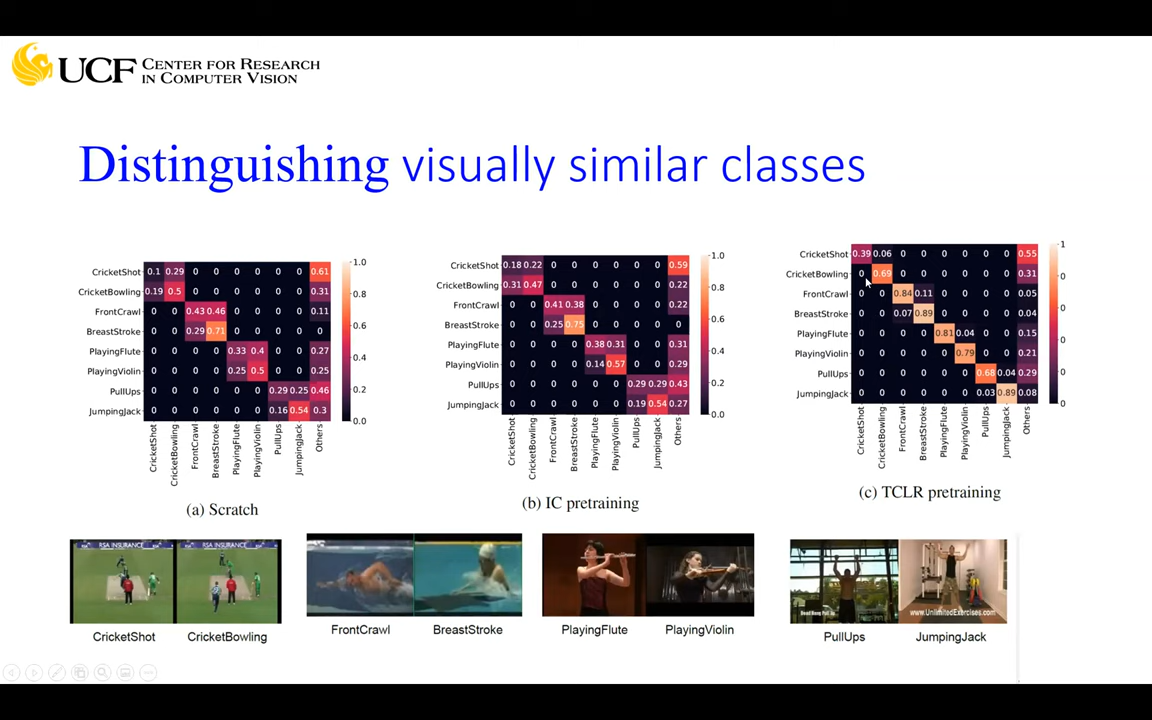 UCF CENTER FOR RESEARCH
IN COMPUTER VISION
Distinguishing visually similar classes
CricketShot 0.1 0.29 0 0 0 0 0 0 0.61
CricketBowling 0.19 0.5 0 0 0 0 0 0 0.31
FrontCrawl 0 0 0.43 0.46 0 0 0 0 0.11
BreastStroke 0 0 0.29 0.71 0 0 0 0 0
PlayingFlute 0 0 0 0 0.33 0.4 0 0 0.27
PlayingViolin 0 0 0 0 0.25 0.5 0 0 0.25
PullUps 0 0 0 0 0 0 0.29 0.25 0.46
JumpingJack 0 0 0 0 0 0 0.16 0.54 0.3
CricketShot CricketBowling FrontCrawl BreastStroke PlayingFlute PlayingViolin PullUps JumpingJack Others
1.0
0.8
0.6
0.4
0.2
0.0
(a) Scratch
CricketShot 0.18 0.22 0 0 0 0 0 0 0.59
CricketBowling 0.31 0.47 0 0 0 0 0 0 0.22
FrontCrawl 0 0 0.41 0.38 0 0 0 0 0.22
BreastStroke 0 0 0.25 0.75 0 0 0 0 0
PlayingFlute 0 0 0 0 0.38 0.31 0 0 0.31
PlayingViolin 0 0 0 0 0.14 0.57 0 0 0.29
PullUps 0 0 0 0 0 0 0.29 0.29 0.43
JumpingJack 0 0 0 0 0 0 0.19 0.54 0.27
CricketShot CricketBowling FrontCrawl BreastStroke PlayingFlute PlayingViolin PullUps JumpingJack Others
1.0
0.8
0.6
0.4
0.2
0.0
(b) IC pretraining
CricketShot 0.39 0.06 0 0 0 0 0 0 0.55
CricketBowling 0 0.69 0 0 0 0 0 0 0.31
FrontCrawl 0 0 0.84 0.11 0 0 0 0 0.05
BreastStroke 0 0 0.07 0.89 0 0 0 0 0.04
PlayingFlute 0 0 0 0 0.81 0.04 0 0 0.15
PlayingViolin 0 0 0 0 0 0.79 0 0 0.21
PullUps 0 0 0 0 0 0 0.68 0.04 0.29
JumpingJack 0 0 0 0 0 0 0.03 0.89 0.08
CricketShot CricketBowling FrontCrawl BreastStroke PlayingFlute PlayingViolin PullUps JumpingJack Others
1
0
0
0
0
0
(c) TCLR pretraining
RSA INSURANCE
RSA INSURANCE
Dead Hang Pull Up
www.UnlimitedExercises.com
CricketShot CricketBowling FrontCrawl BreastStroke PlayingFlute PlayingViolin PullUps JumpingJack